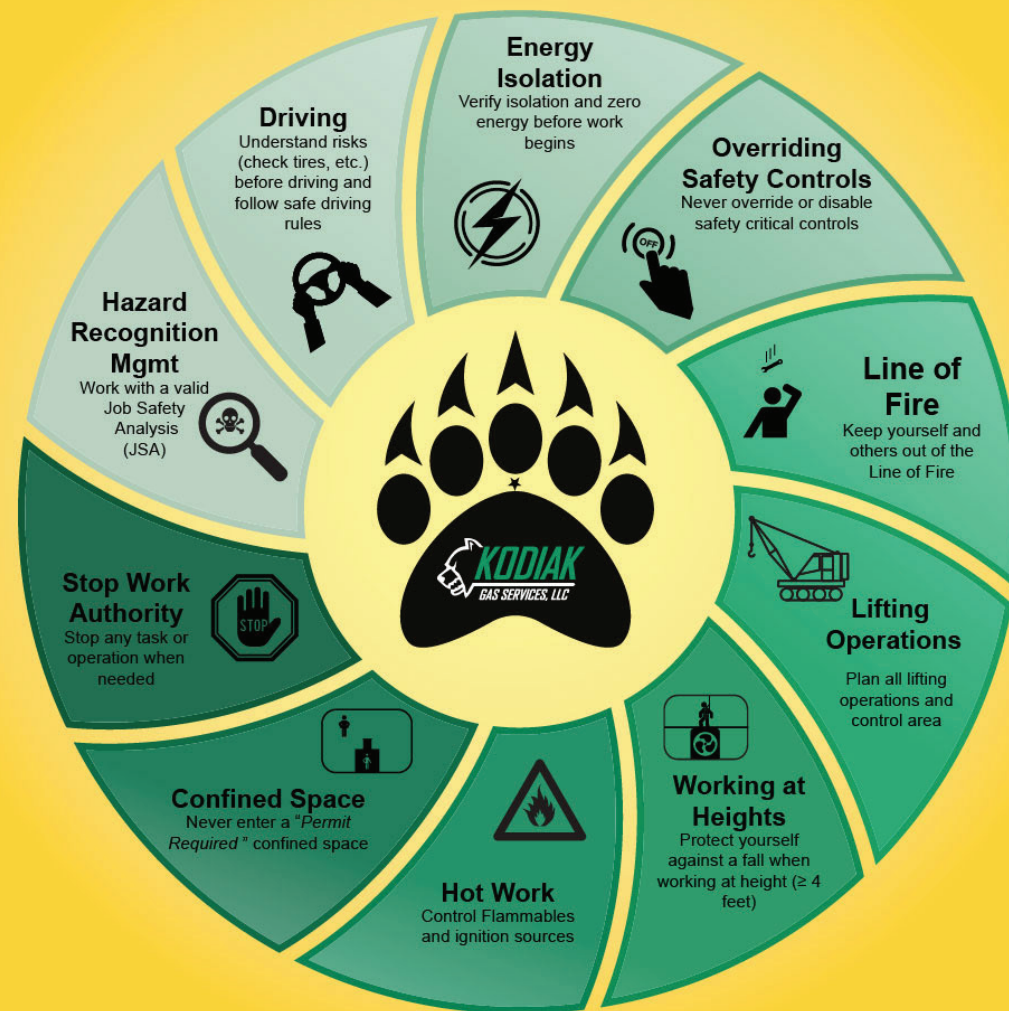 Energy
Isolation
Verify isolation and zero
energy before work
begins
Overriding
Safety Controls
Never override or disable
safety critical controls
OFF
Line of
Fire
Keep yourself and
others out of the
Line of Fire
Lifting
Operations
Plan all lifting
operations and
control area
Working at
Heights
Protect yourself
against a fall when
working at height (≥ 4
feet)
Hot Work
Control Flammables
and ignition sources
Confined Space
Never enter a “Permit
Required ” confined space
Stop Work
Authority
Stop any task or
operation when
needed
STOP
Hazard
Recognition
Mgmt
Work with a valid
Job Safety
Analysis
(JSA)
Driving
Understand risks
(check tires, etc.)
before driving and
follow safe driving
rules
KODIAK
GAS SERVICES, LLC